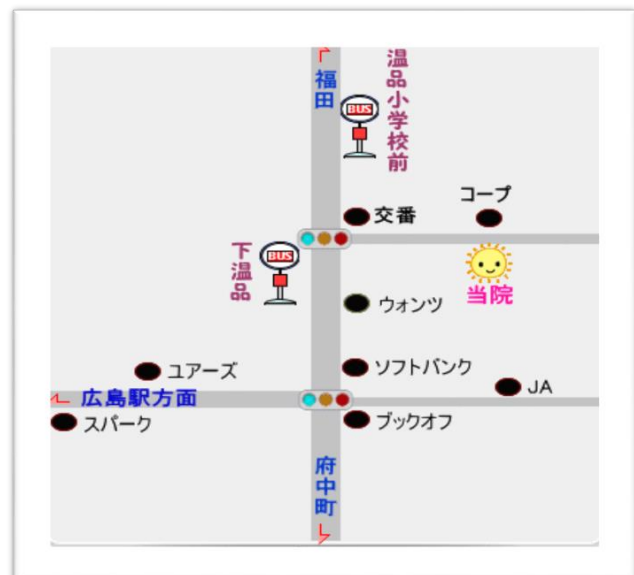 福田
温品小学校前
BUS
コープ
交番
下温品
BUS
当院
ウォンツ
ユアーズ
ソフトバンク
JA
広島駅方面
スパーク
ブックオフ
府中町